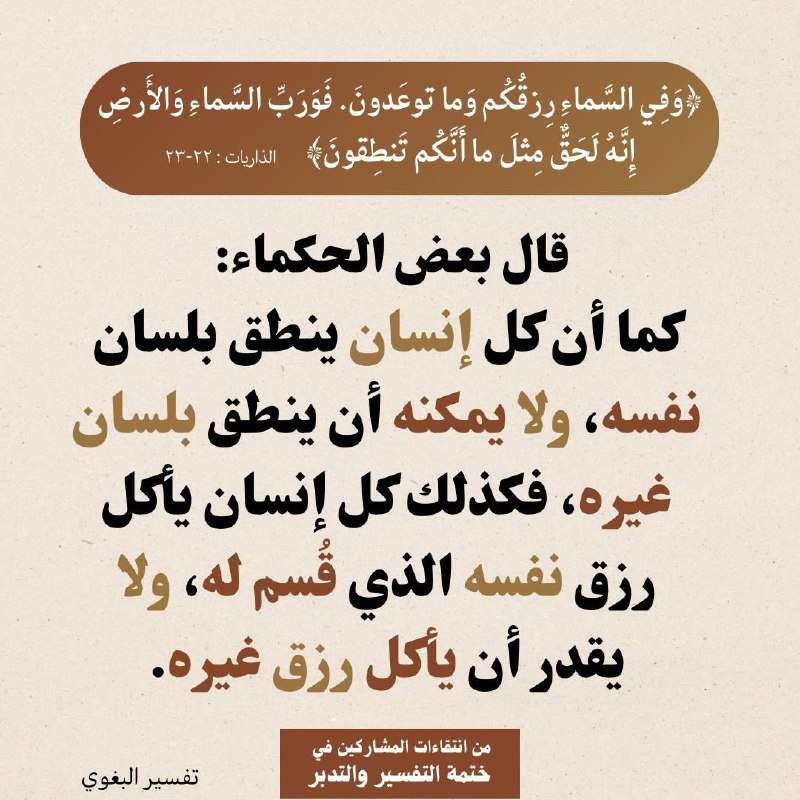 ﴿وَفِي السَّماءِ رِزقُكُم وَما توعَدونَ. فَوَرَبِّ السَّماءِ وَالأَرضِ
إِنَّهُ لَحَقٌّ مِثلَ ما أَنَّكُم تَنطِقونَ﴾ الذاريات : ٢٢-٢٣
قال بعض الحكماء:
كما أن كل إنسان ينطق بلسان
نفسه، ولا يمكنه أن ينطق بلسان
غيره، فكذلك كل إنسان يأكل
رزق نفسه الذي قُسم له، ولا
يقدر أن يأكل رزق غيره.
من انتقاءات المشاركين في
ختمة التفسير والتدبر
تفسير البغوي